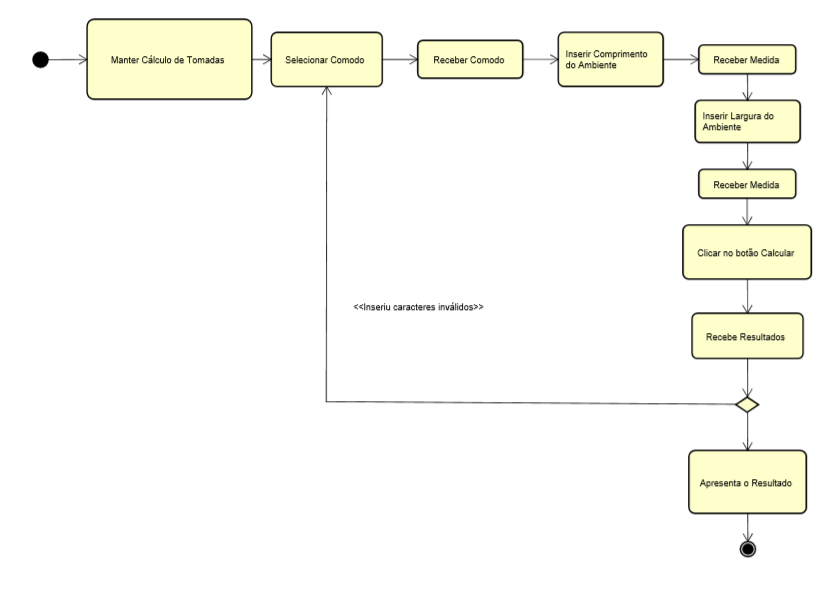 Manter Cálculo de Tomadas
Selecionar Comodo
Receber Comodo
Inserir Comprimento
do Ambiente
Receber Medida
Inserir Largura do
Ambiente
Receber Medida
Clicar no botão Calcular
<<Inseriu caracteres inválidos>>
Recebe Resultados
Apresenta o Resultado